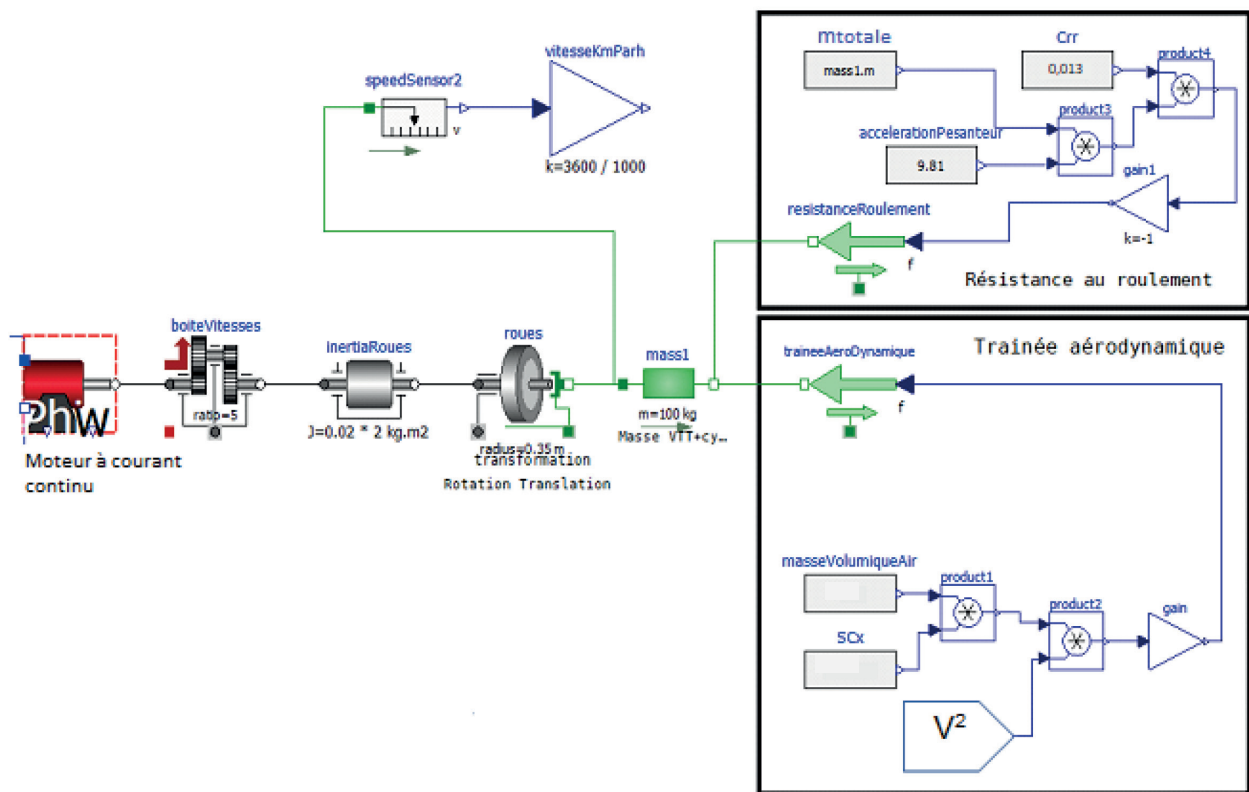 vitesseKmParh
speedSensor2
v
k=3600 / 1000
mtotale
mass1.m
Crr
0,013
product4
product3
accelerationPesanteur
9.81
gain1
k=-1
resistanceRoulement
f
Résistance au roulement
Phw
Moteur à courant
continu
boiteVitesses
ratio=5
inertiaRoues
J=0.02 * 2 kg.m2
roues
radius=0.35 m
transformation
Rotation Translation
mass1
m=100 kg
Masse VTT+cy...
traineeAeroDynamique
f
Trainée aérodynamique
masseVolumiqueAir
product1
SCx
product2
gain
V²